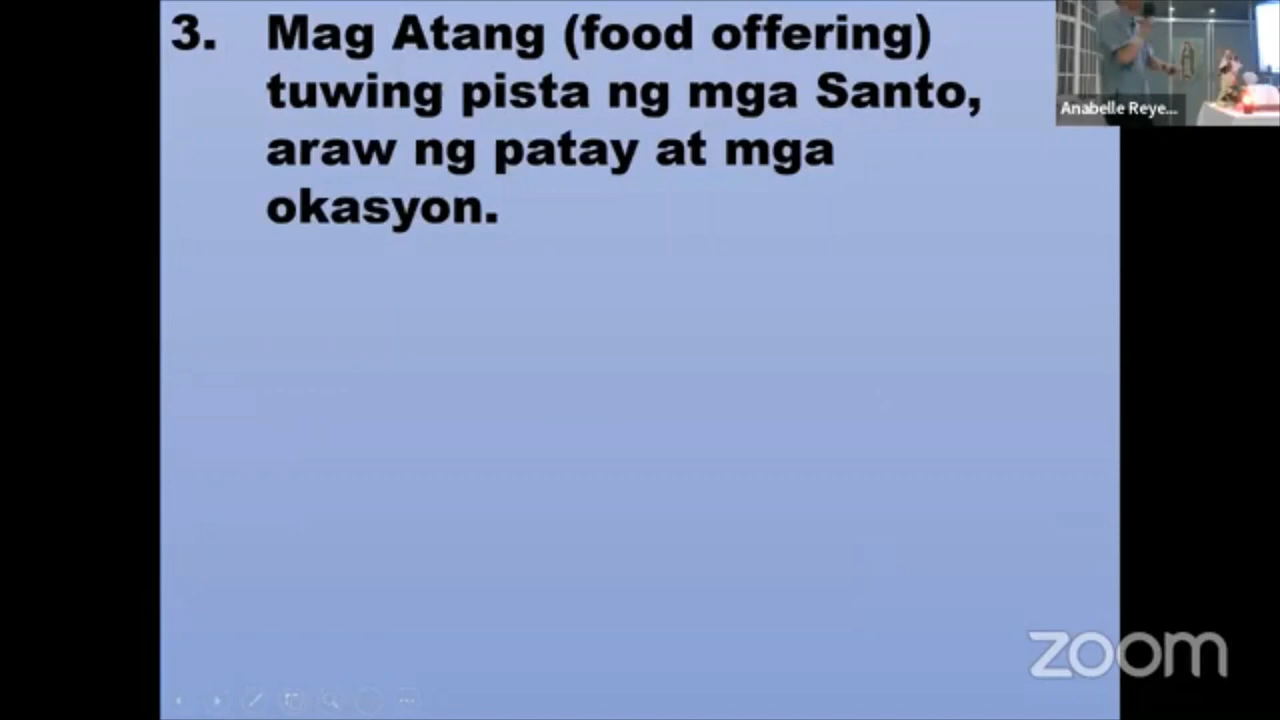 3. Mag Atang (food offering)
tuwing pista ng mga Santo,
araw ng patay at mga
okasyon.
Anabelle Reye...
zoom